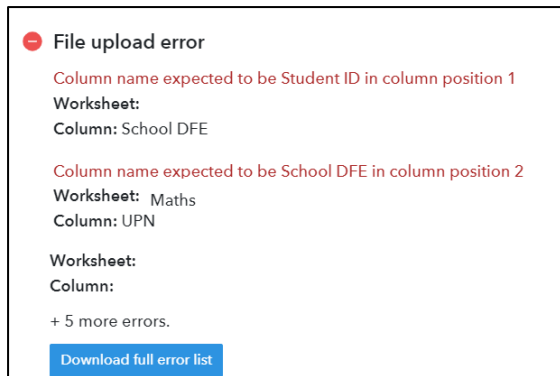 File upload error
Column name expected to be Student ID in column position 1
Worksheet:
Column: School DFE
Column name expected to be School DFE in column position 2
Worksheet: Maths
Column: UPN
Worksheet:
Column:
+ 5 more errors.
Download full error list